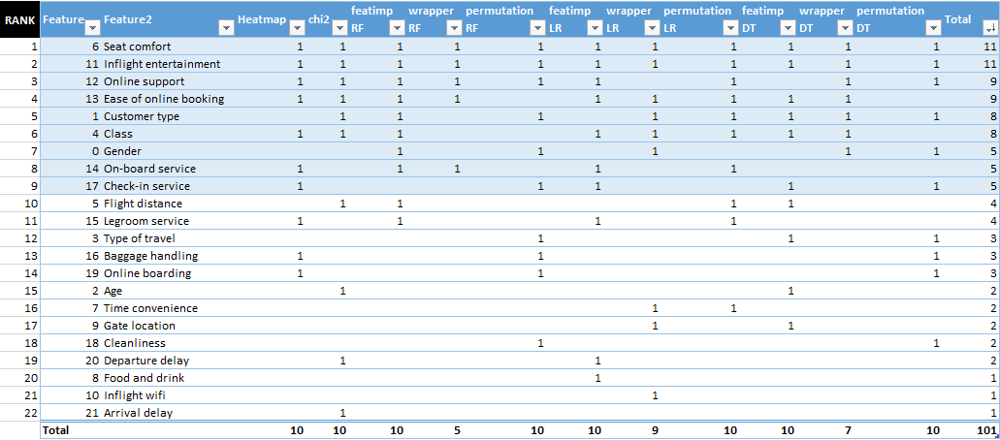 featimp wrapper permutation featimp wrapper permutation featimp wrapper permutation
RANK Feature Feature2 Heatmap chi2 Total
RF RF RF LR LR LR DT DT DT
1 6 Seat comfort 1 1 1 1 1 1 1 1 1 1 1 11
2 11 Inflight entertainment 1 1 1 1 1 1 1 1 1 1 1 11
3 12 Online support 1 1 1 1 1 1 1 1 1 9
4 13 Ease of online booking 1 1 1 1 1 1 1 1 1 9
5 1 Customer type 1 1 1 1 1 1 1 1 8
6 4 Class 1 1 1 1 1 1 1 1 8
7 0 Gender 1 1 1 1 1 5
8 14 On-board service 1 1 1 1 1 5
9 17 Check-in service 1 1 1 1 1 5
10 5 Flight distance 1 1 1 1 4
11 15 Legroom service 1 1 1 1 4
12 3 Type of travel 1 1 1 3
13 16 Baggage handling 1 1 1 3
14 19 Online boarding 1 1 1 3
15 2 Age 1 1 2
16 7 Time convenience 1 1 2
17 9 Gate location 1 1 2
18 18 Cleanliness 1 1 2
19 20 Departure delay 1 1 2
20 8 Food and drink 1 1
21 10 Inflight wifi 1 1
22 21 Arrival delay 1 1
Total 10 10 10 5 10 10 9 10 10 7 10 101